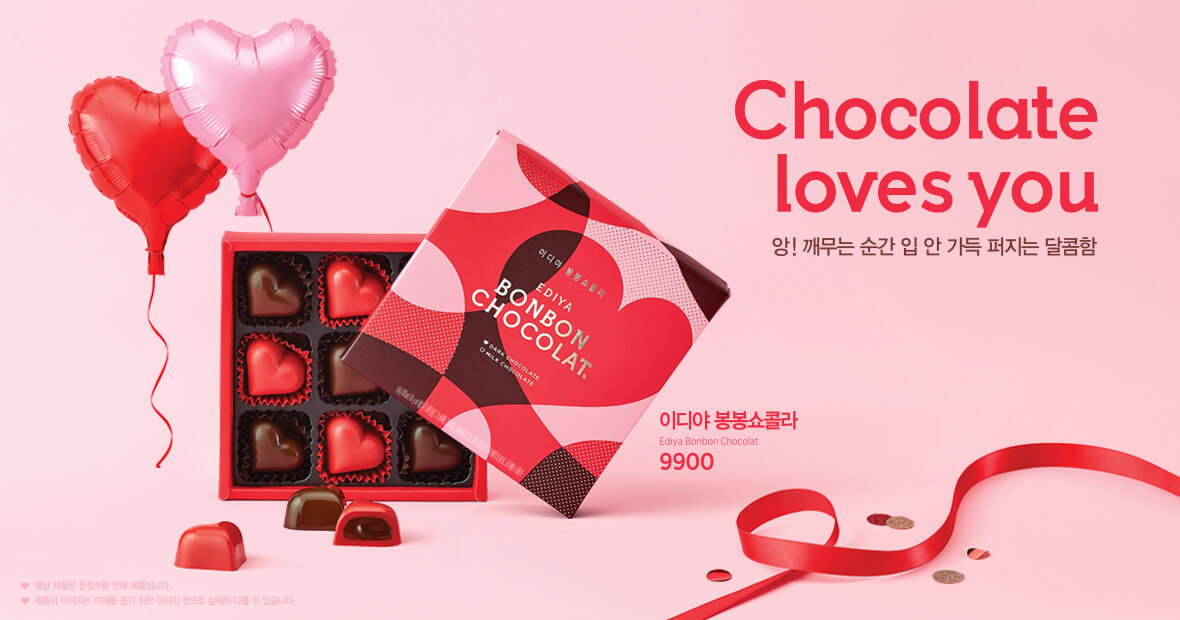 Chocolate
loves you
앙! 깨무는 순간 입 안 가득 퍼지는 달콤함
이디야 봉봉쇼콜라
EDIYA
BONBON
CHOCOLAT
DARK CHOCOLATE
MILK CHOCOLATE
이디야 봉봉쇼콜라
Ediya Bonbon Chocolat
9900
해당 제품은 한정수량 판매 제품입니다.
제품의 이미지는 이해를 돕기 위한 이미지 컷으로 실제와 다를 수 있습니다.